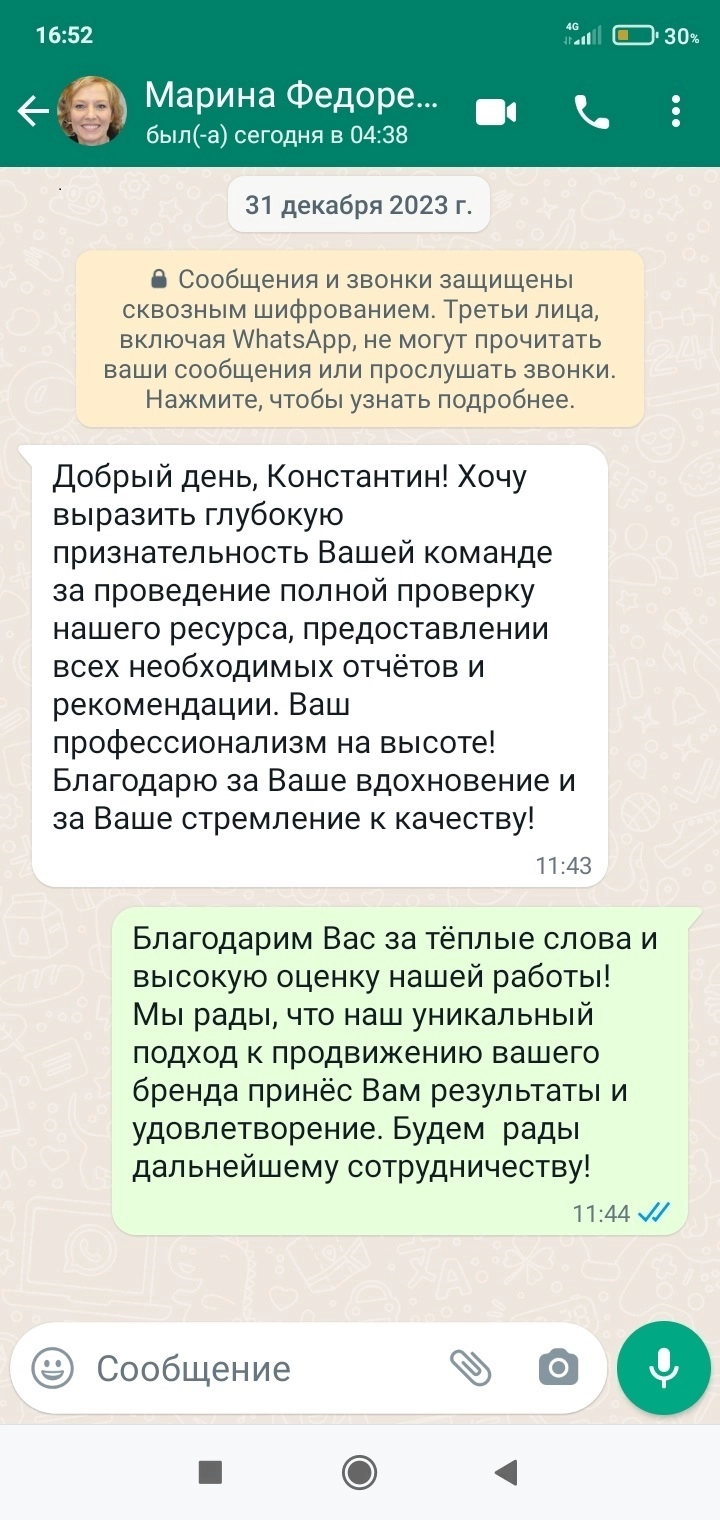 16:52
4G
30%
Марина Федоре...
был(-а) сегодня в 04:38
31 декабря 2023 г.
Сообщения и звонки защищены
сквозным шифрованием. Третьи лица,
включая WhatsApp, не могут прочитать
ваши сообщения или прослушать звонки.
Нажмите, чтобы узнать подробнее.
Добрый день, Константин! Хочу
выразить глубокую
признательность Вашей команде
за проведение полной проверку
нашего ресурса, предоставлении
всех необходимых отчётов и
рекомендации. Ваш
профессионализм на высоте!
Благодарю за Ваше вдохновение и
за Ваше стремление к качеству!
11:43
Благодарим Вас за тёплые слова и
высокую оценку нашей работы!
Мы рады, что наш уникальный
подход к продвижению вашего
бренда принёс Вам результаты и
удовлетворение. Будем  рады
дальнейшему сотрудничеству!
11:44
Сообщение